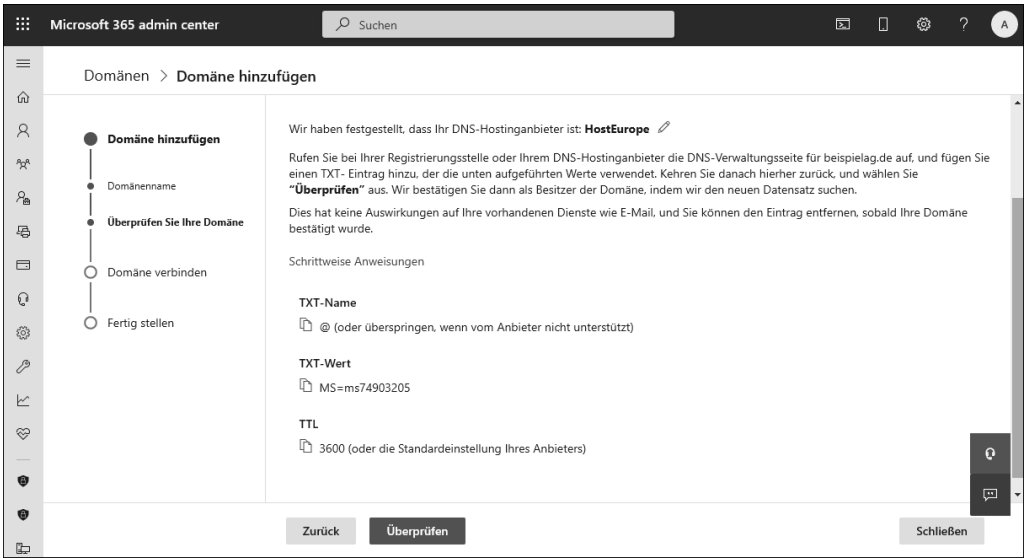 Microsoft 365 admin center
Suchen
A
Domänen > Domäne hinzufügen
Domäne hinzufügen
Domänenname
Überprüfen Sie Ihre Domäne
Domäne verbinden
Fertig stellen
Wir haben festgestellt, dass Ihr DNS-Hostinganbieter ist: HostEurope
Rufen Sie bei Ihrer Registrierungsstelle oder Ihrem DNS-Hostinganbieter die DNS-Verwaltungsseite für beispielag.de auf, und fügen Sie
einen TXT- Eintrag hinzu, der die unten aufgeführten Werte verwendet. Kehren Sie danach hierher zurück, und wählen Sie
“Überprüfen” aus. Wir bestätigen Sie dann als Besitzer der Domäne, indem wir den neuen Datensatz suchen.
Dies hat keine Auswirkungen auf Ihre vorhandenen Dienste wie E-Mail, und Sie können den Eintrag entfernen, sobald Ihre Domäne
bestätigt wurde.
Schrittweise Anweisungen
TXT-Name
@ (oder überspringen, wenn vom Anbieter nicht unterstützt)
TXT-Wert
MS=ms74903205
TTL
3600 (oder die Standardeinstellung Ihres Anbieters)
Zurück
Überprüfen
Schließen